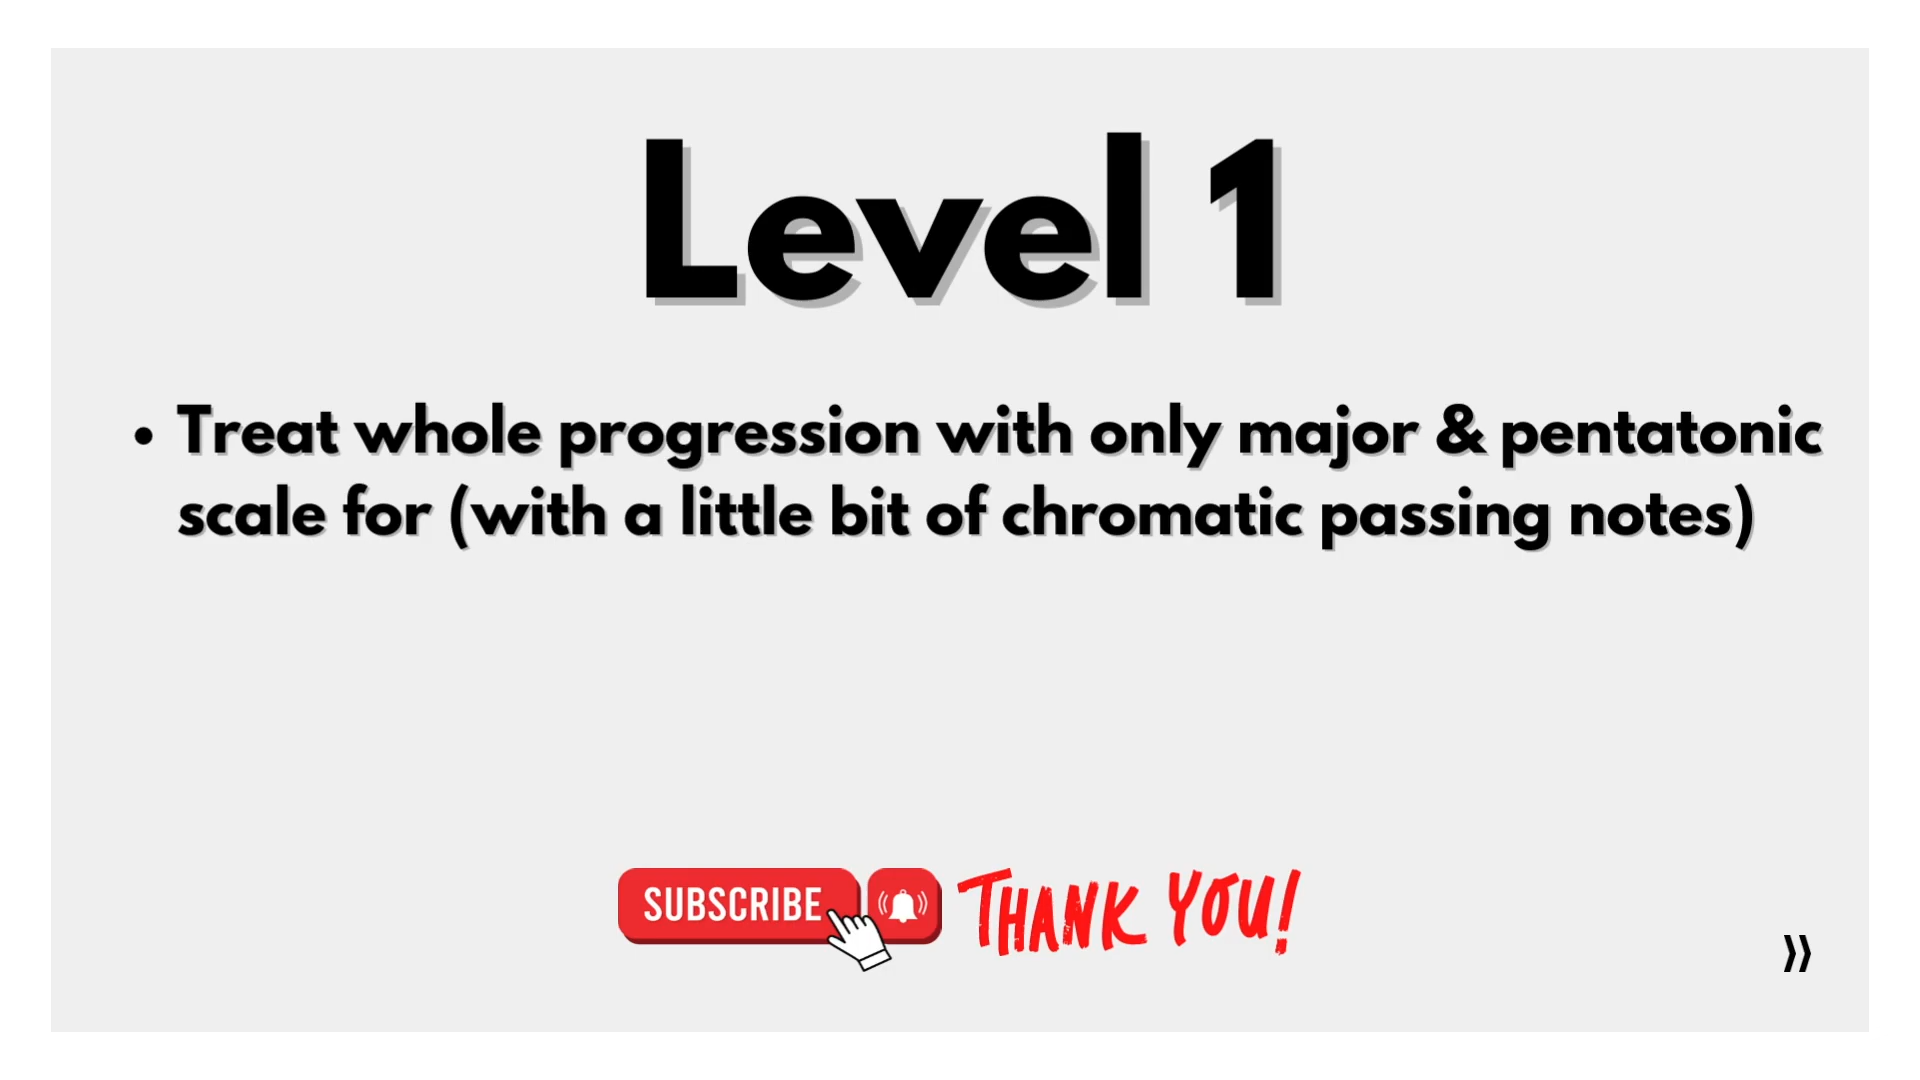 Level 1
• Treat whole progression with only major & pentatonic
scale for (with a little bit of chromatic passing notes)
SUBSCRIBE
THANK YOU!